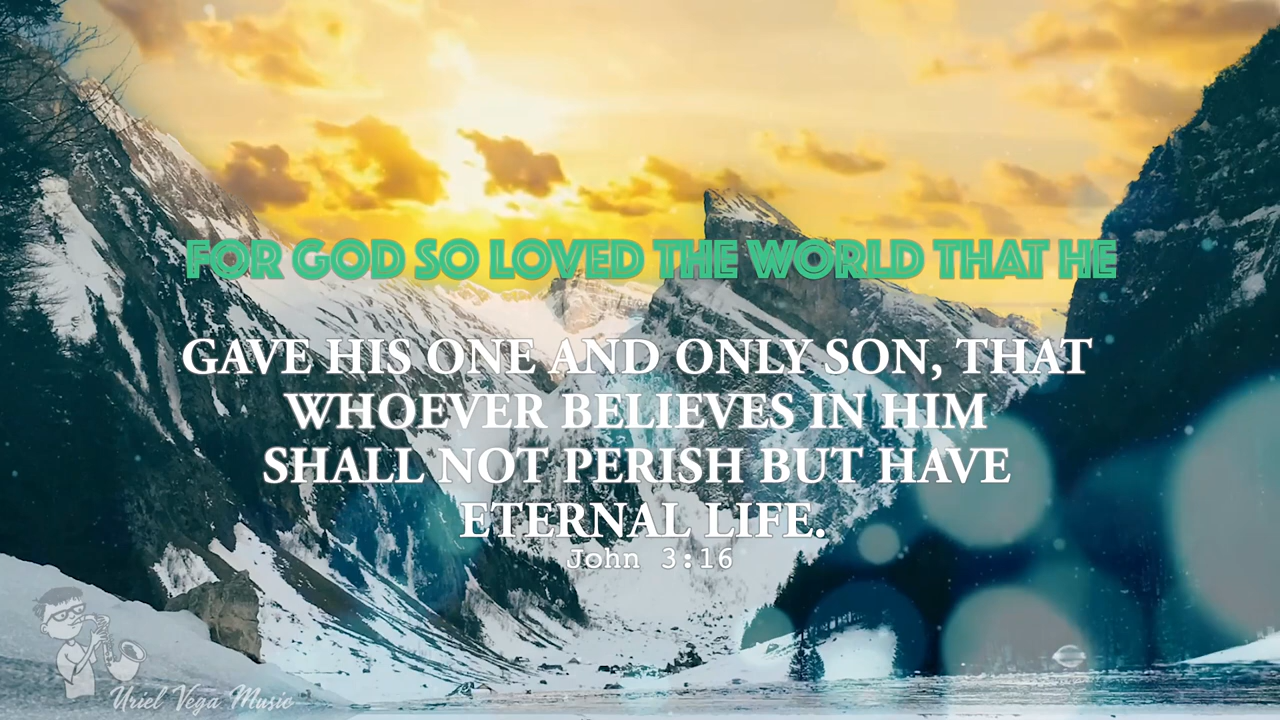 FOR GOD SO LOVED THE WORLD THAT HE
GAVE HIS ONE AND ONLY SON, THAT
WHOEVER BELIEVES IN HIM
SHALL NOT PERISH BUT HAVE
ETERNAL LIFE.
John 3:16
Uriel Vega Music